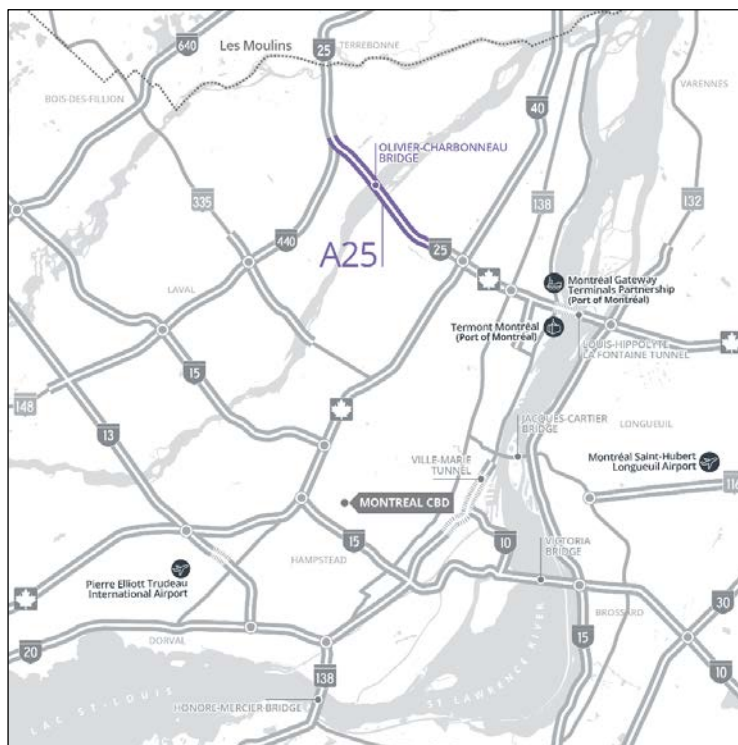 640
Les Moulins
25
TERREBONNE
BOIS-DES-FILLION
VARENNES
40
OLIVIER-CHARBONNEAU
BRIDGE
335
138
132
440
A25
25
LAVAL
Montréal Gateway
Terminals Partnership
(Port of Montréal)
Termont Montréal
(Port of Montréal)
LOUIS-HIPPOLYTE
LA FONTAINE TUNNEL
15
148
13
JACQUES-CARTIER
BRIDGE
LONGUEUIL
VILLE-MARIE
TUNNEL
Montréal Saint-Hubert
Longueuil Airport
116
MONTREAL CBD
15
10
VICTORIA
BRIDGE
HAMPSTEAD
Pierre Elliott Trudeau
International Airport
BROSSARD
30
15
DORVAL
20
138
10
ST LAWRENCE RIVER
LAC ST-LOUIS
HONORE-MERCIER BRIDGE